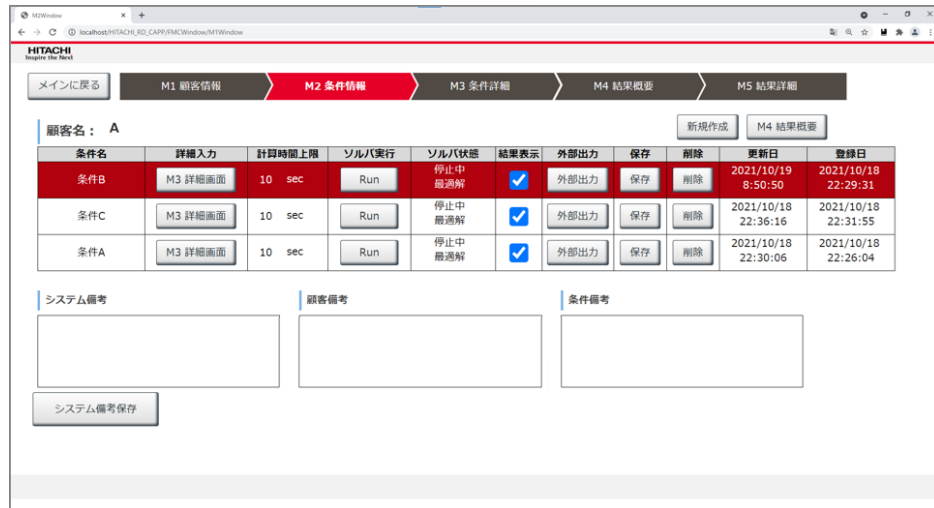 M2Window
localhost/HITACHI_RD_CAPP/FMCWindow/M1Window
HITACHI
Inspire the Next
メインに戻る
M1 顧客情報
M2 条件情報
M3 条件詳細
M4 結果概要
M5 結果詳細
顧客名： A
新規作成
M4 結果概要
条件名 詳細入力 計算時間上限 ソルバ実行 ソルバ状態 結果表示 外部出力 保存 削除 更新日 登録日
条件B M3 詳細画面 10 sec Run 停止中 最適解 外部出力 保存 削除 2021/10/19 8:50:50 2021/10/18 22:29:31
条件C M3 詳細画面 10 sec Run 停止中 最適解 外部出力 保存 削除 2021/10/18 22:36:16 2021/10/18 22:31:55
条件A M3 詳細画面 10 sec Run 停止中 最適解 外部出力 保存 削除 2021/10/18 22:30:06 2021/10/18 22:26:04
システム備考
顧客備考
条件備考
システム備考保存